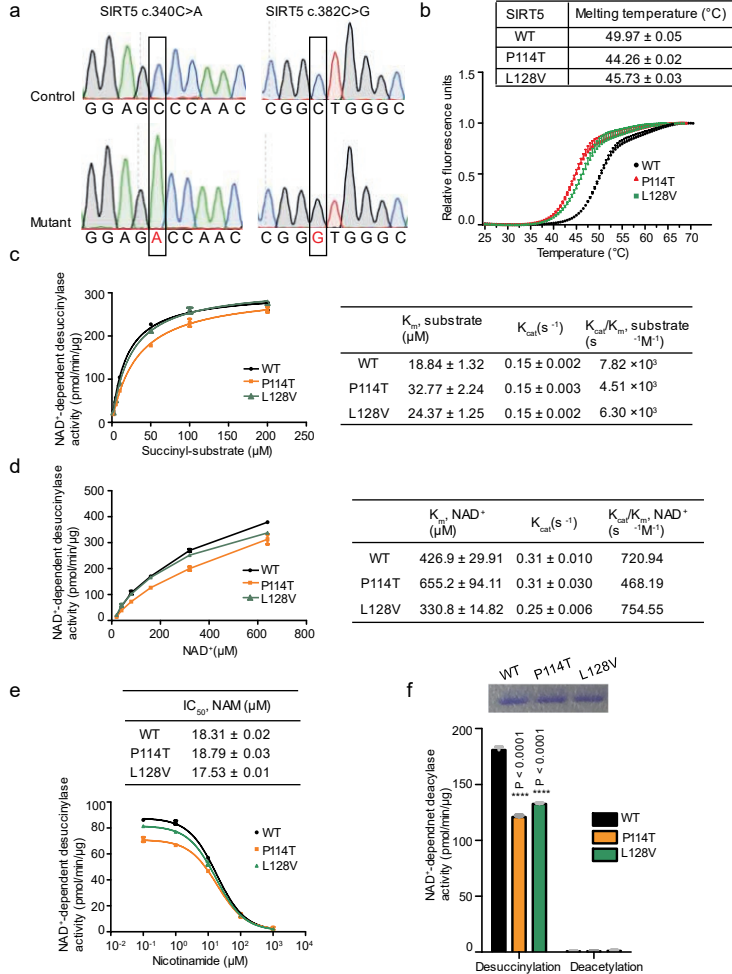 a
SIRT5 c.340C>A
SIRT5 c.382C>G
Control
G G A G C C C A A C
C G G C T G G G C
Mutant
G G A G A C C A A C
C G G G T G G G C
b
SIRT5 Melting temperature (°C)
WT 49.97 ± 0.05
P114T 44.26 ± 0.02
L128V 45.73 ± 0.03
Relative fluorescence units
1.5
1.0
0.5
0.0
WT
P114T
L128V
25 30 35 40 45 50 55 60 65 70
Temperature (°C)
c
NAD⁺-dependent desuccinylase
activity (pmol/min/µg)
300
200
100
0
WT
P114T
L128V
0 50 100 150 200 250
Succinyl-substrate (µM)
Km, substrate
(µM)
Kcat(s ⁻¹)
Kcat/Km, substrate
(s ⁻¹M⁻¹)
WT 18.84 ± 1.32 0.15 ± 0.002 7.82 ×10³
P114T 32.77 ± 2.24 0.15 ± 0.003 4.51 ×10³
L128V 24.37 ± 1.25 0.15 ± 0.002 6.30 ×10³
d
NAD⁺-dependent desuccinylase
activity (pmol/min/µg)
500
400
300
200
100
0
WT
P114T
L128V
0 200 400 600 800
NAD⁺(µM)
Km, NAD⁺
(µM)
Kcat(s ⁻¹)
Kcat/Km, NAD⁺
(s ⁻¹M⁻¹)
WT 426.9 ± 29.91 0.31 ± 0.010 720.94
P114T 655.2 ± 94.11 0.31 ± 0.030 468.19
L128V 330.8 ± 14.82 0.25 ± 0.006 754.55
e
IC50, NAM (µM)
WT 18.31 ± 0.02
P114T 18.79 ± 0.03
L128V 17.53 ± 0.01
NAD⁺-dependent desuccinylase
activity (pmol/min/µg)
100
80
60
40
20
0
WT
P114T
L128V
10⁻² 10⁻¹ 10⁰ 10¹ 10² 10³ 10⁴
Nicotinamide (µM)
f
WT P114T L128V
NAD⁺-dependnet deacylase
activity (pmol/min/µg)
200
150
100
50
0
P < 0.0001
P < 0.0001
**** ****
WT
P114T
L128V
Desuccinylation Deacetylation